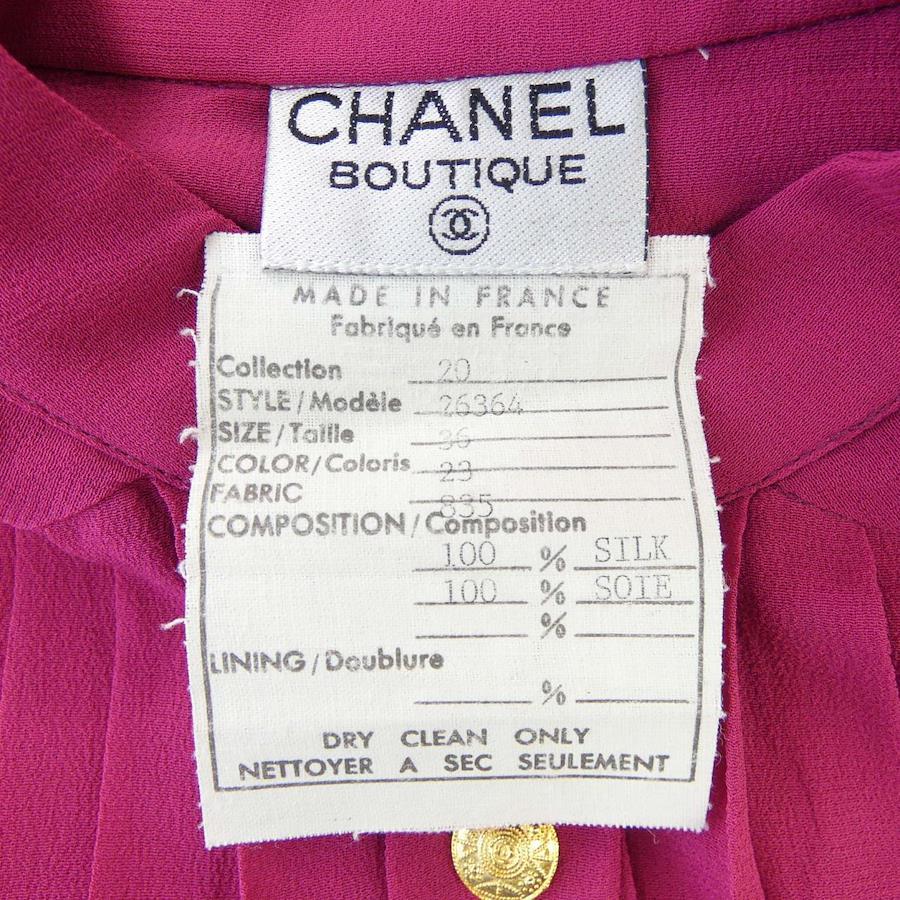 CHANEL
BOUTIQUE
MADE IN FRANCE
Fabriqué en France
Collection 20
STYLE/Modèle 26364
SIZE/Taille 36
COLOR/Coloris 23
FABRIC 835
COMPOSITION/Composition
100 % SILK
100 % SOIE
%
LINING/Doublure
%
DRY CLEAN ONLY
NETTOYER A SEC SEULEMENT